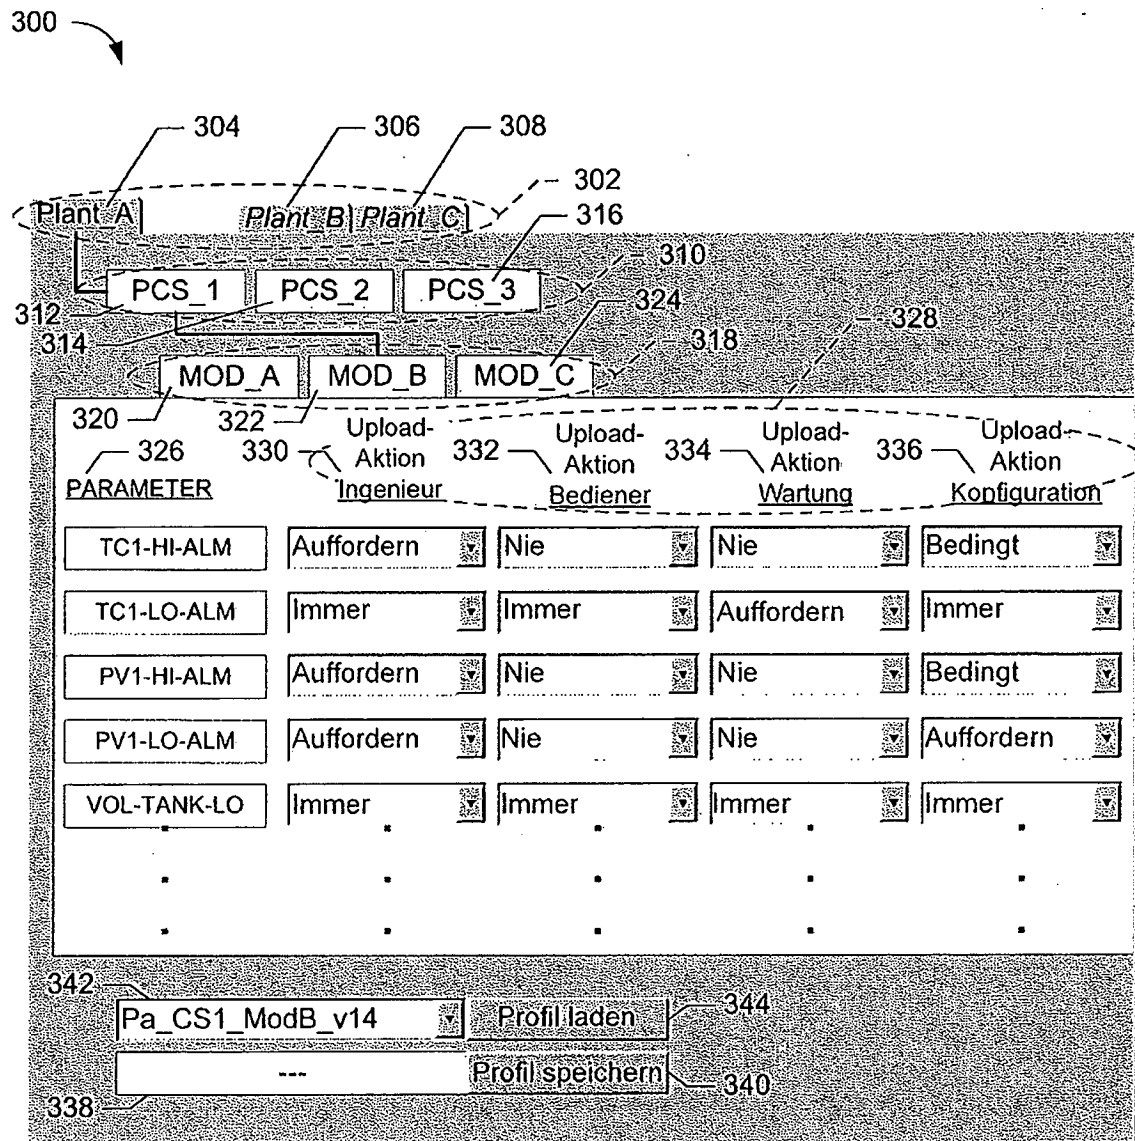 300
304 306 308
302
Plant_A Plant_B Plant_C
316
310
PCS_1 PCS_2 PCS_3
312 324
314 328
318
MOD_A MOD_B MOD_C
320 322
326 330 Upload-Aktion Ingenieur 332 Upload-Aktion Bediener 334 Upload-Aktion Wartung 336 Upload-Aktion Konfiguration
PARAMETER
TC1-HI-ALM Auffordern Nie Nie Bedingt
TC1-LO-ALM Immer Immer Auffordern Immer
PV1-HI-ALM Auffordern Nie Nie Bedingt
PV1-LO-ALM Auffordern Nie Nie Auffordern
VOL-TANK-LO Immer Immer Immer Immer
342
Pa_CS1_ModB_v14 Profil laden 344
--- Profil speichern 340
338